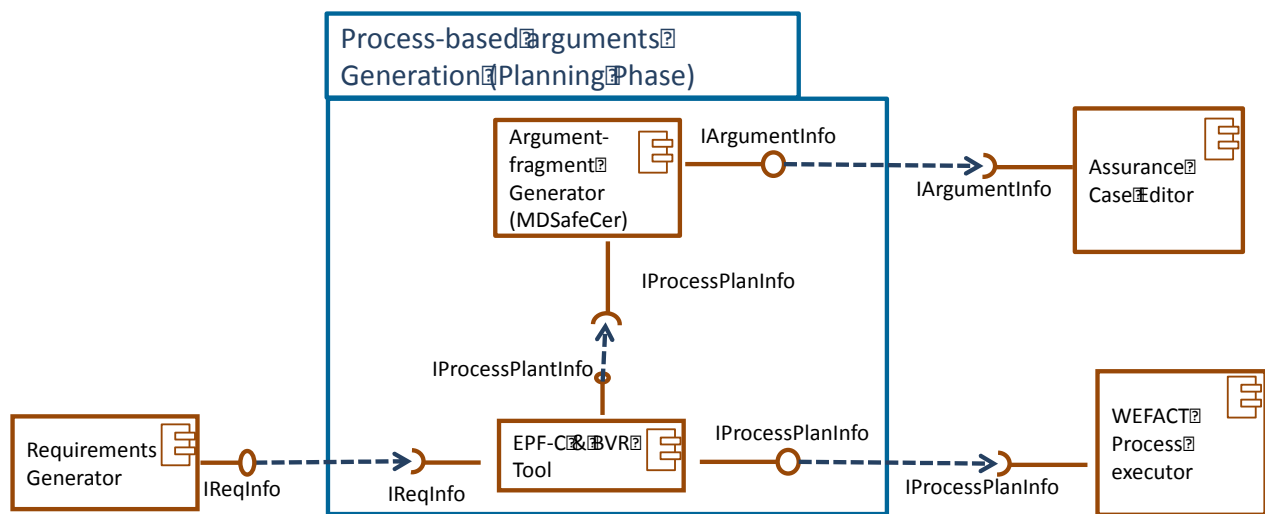 Process-based arguments
Generation (Planning Phase)
Argument-
fragment
Generator
(MDSafeCer)
IArgumentInfo
IArgumentInfo
Assurance
Case Editor
IProcessPlanInfo
IProcessPlantInfo
Requirements
Generator
IReqInfo
IReqInfo
EPF-C & BVR
Tool
IProcessPlanInfo
IProcessPlanInfo
WEFACT
Process
executor